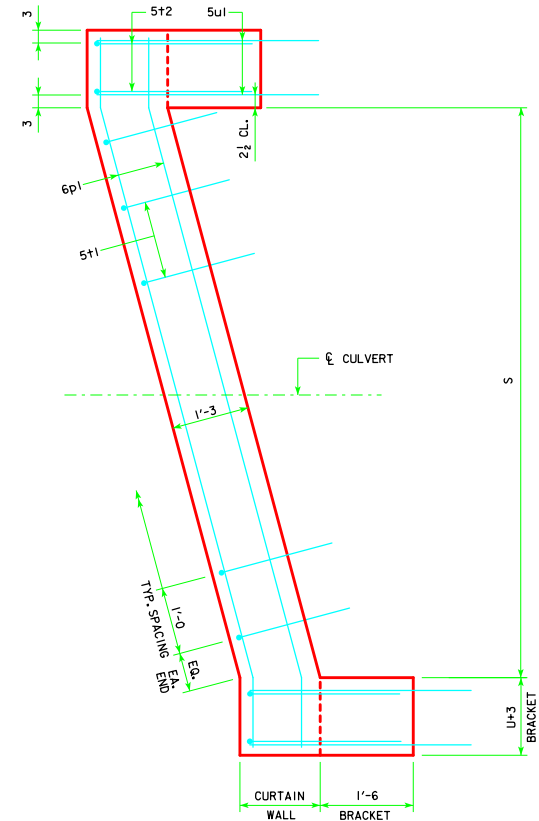 3
5t2
5u1
3
2½ CL.
6p1
5t1
℄ CULVERT
S
1'-3
1'-0
TYP. SPACING EA. END
EQ.
U+3
BRACKET
CURTAIN WALL
1'-6
BRACKET